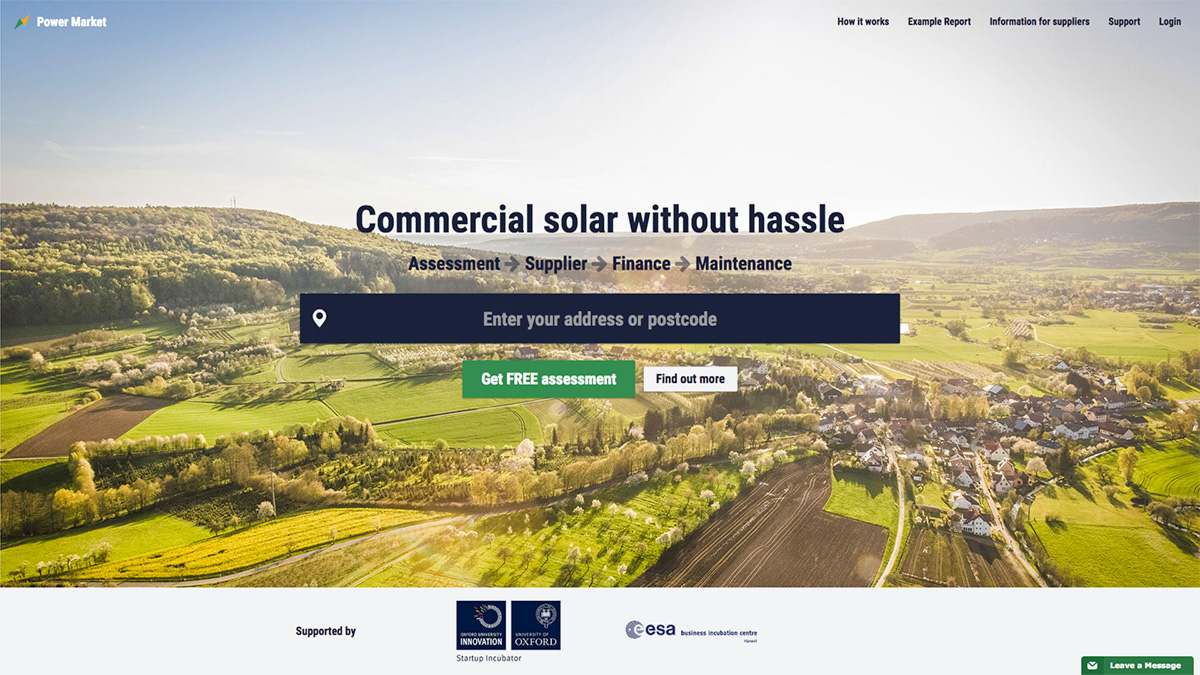 Power Market
How it works
Example Report
Information for suppliers
Support
Login
Commercial solar without hassle
Assessment → Supplier → Finance → Maintenance
Enter your address or postcode
Get FREE assessment
Find out more
Supported by
OXFORD UNIVERSITY
INNOVATION
UNIVERSITY OF
OXFORD
Startup Incubator
esa
business incubation centre
Harwell
Leave a Message